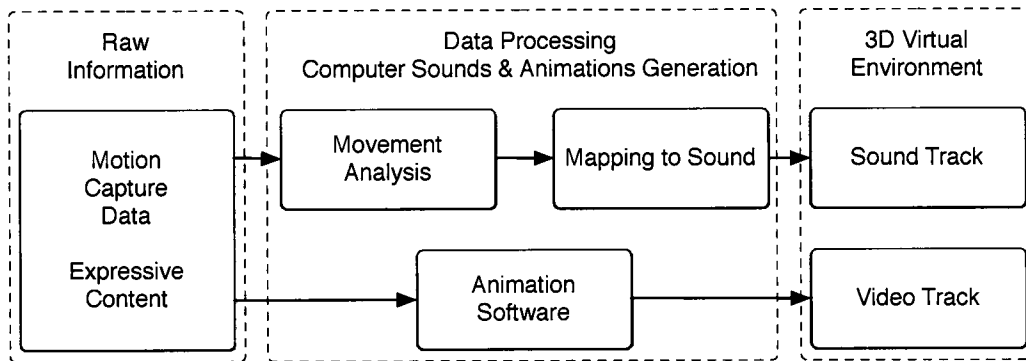 Raw
Information
Data Processing
Computer Sounds & Animations Generation
3D Virtual
Environment
Motion
Capture
Data
Expressive
Content
Movement
Analysis
Mapping to Sound
Sound Track
Animation
Software
Video Track